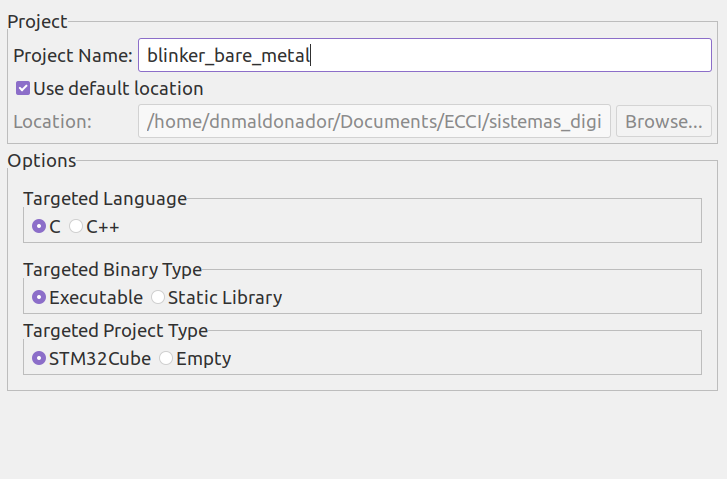 Project
Project Name: blinker_bare_metal
Use default location
Location: /home/dnmaldonador/Documents/ECCI/sistemas_digi Browse...
Options
Targeted Language
C C++
Targeted Binary Type
Executable Static Library
Targeted Project Type
STM32Cube Empty